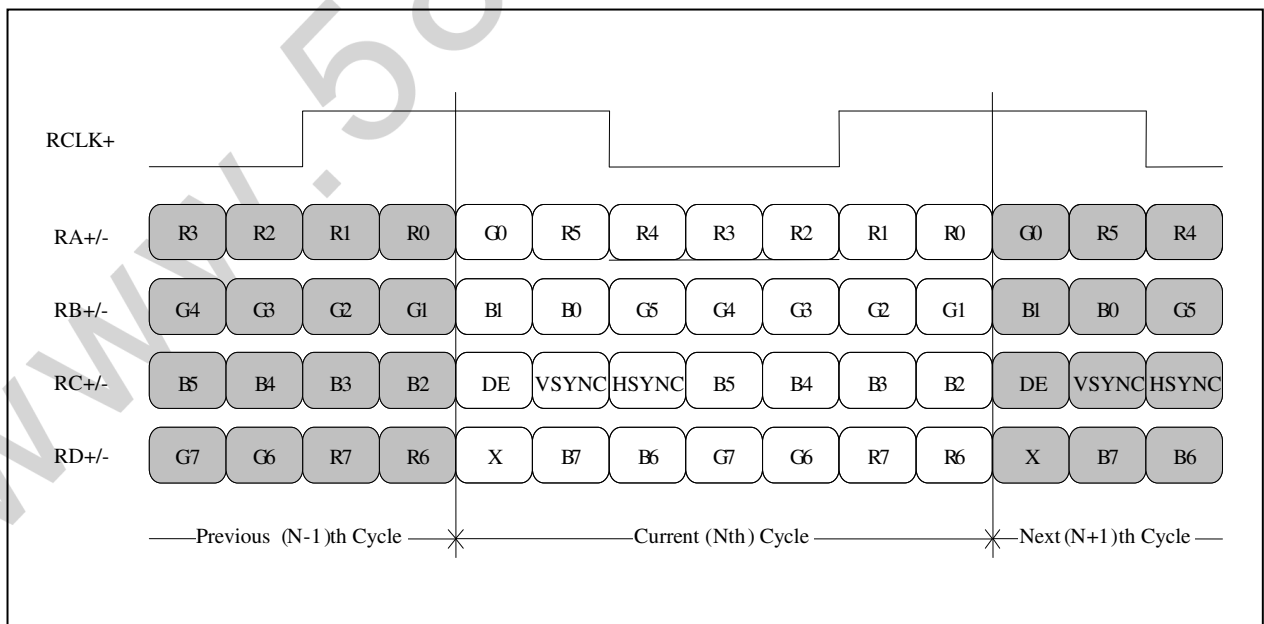 www.50
RCLK+
RA+/- R3 R2 R1 R0 G0 R5 R4 R3 R2 R1 R0 G0 R5 R4
RB+/- G4 G3 G2 G1 B1 B0 G5 G4 G3 G2 G1 B1 B0 G5
RC+/- B5 B4 B3 B2 DE VSYNC HSYNC B5 B4 B3 B2 DE VSYNC HSYNC
RD+/- G7 G6 R7 R6 X B7 B6 G7 G6 R7 R6 X B7 B6
Previous (N-1)th Cycle Current (Nth) Cycle Next (N+1)th Cycle